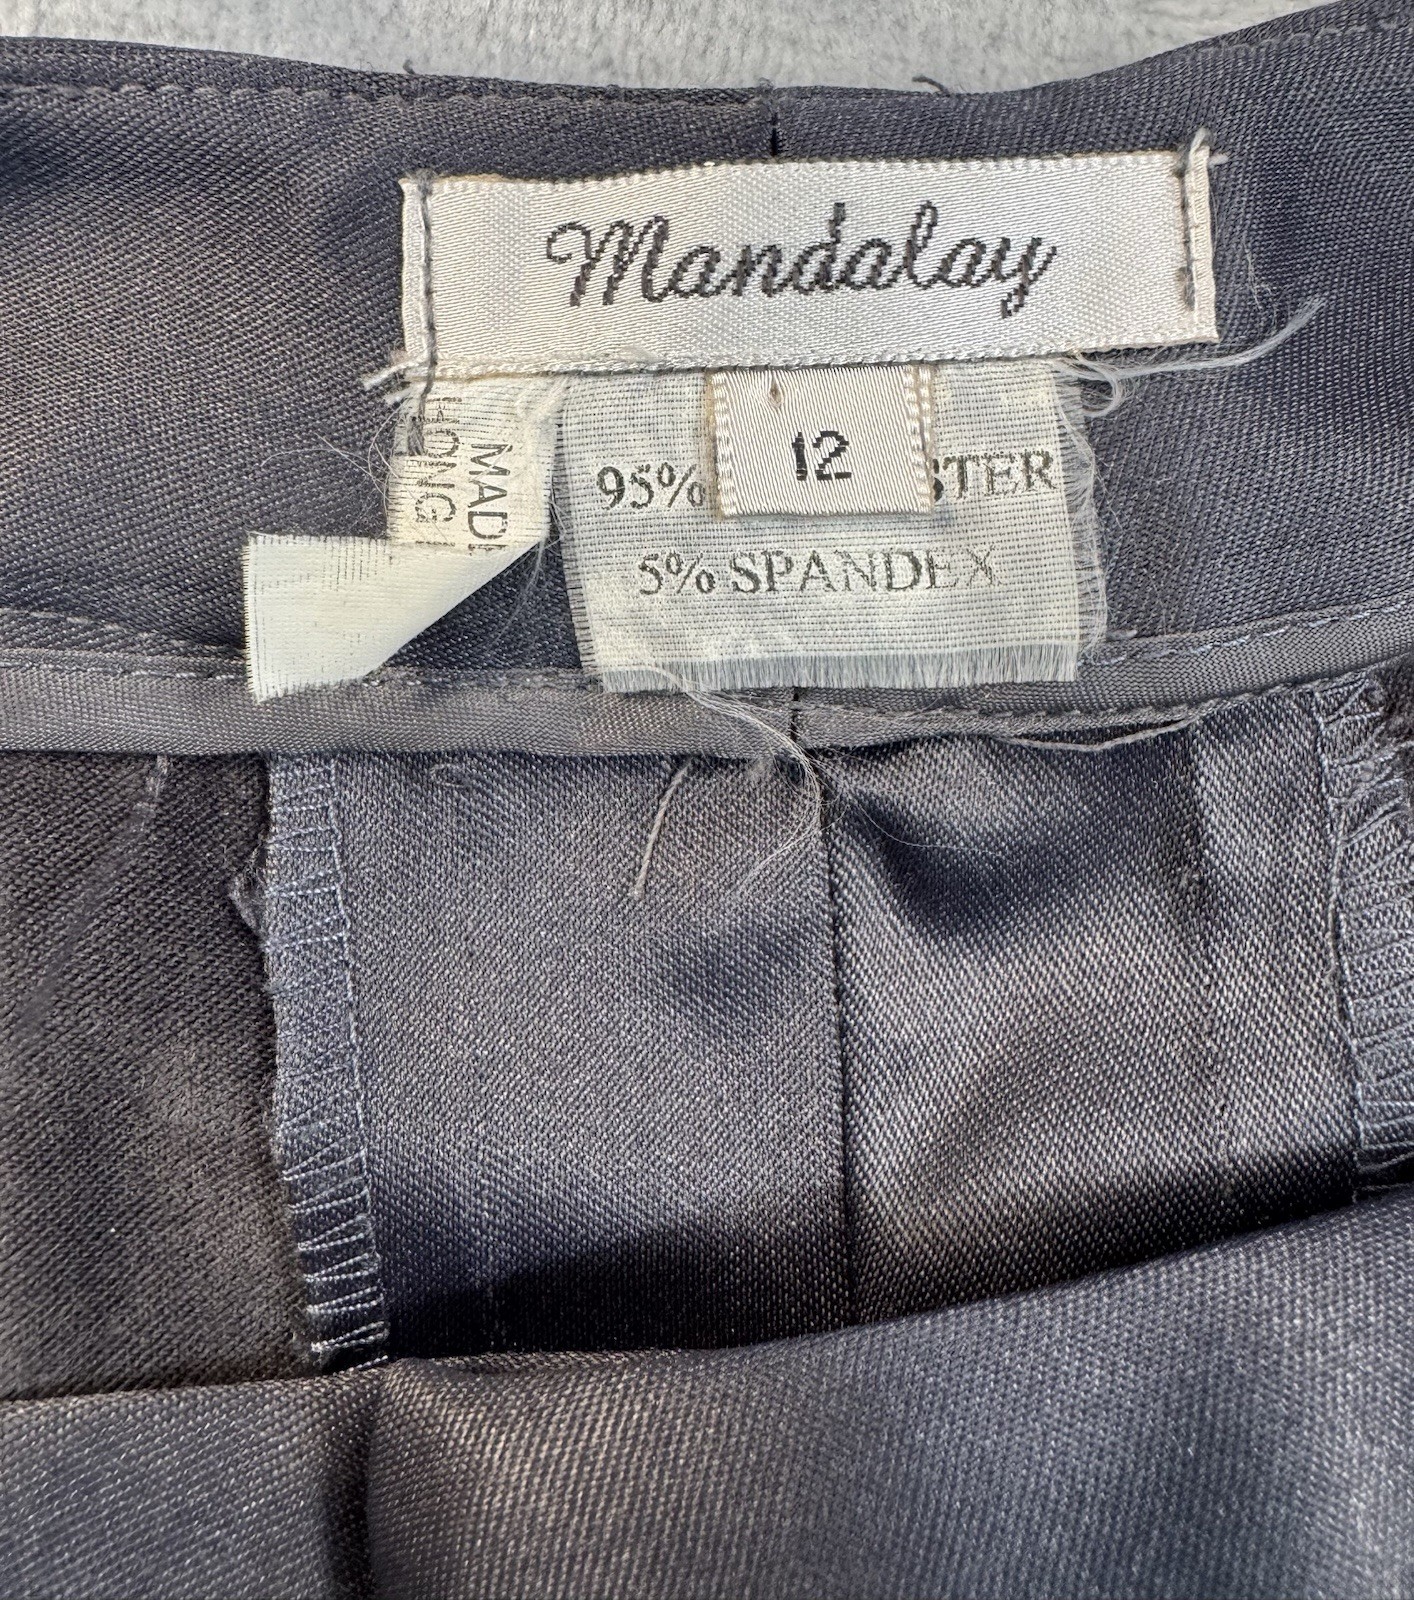 Mandalay
12
95% STER
5% SPANDEX
MADE
HONG